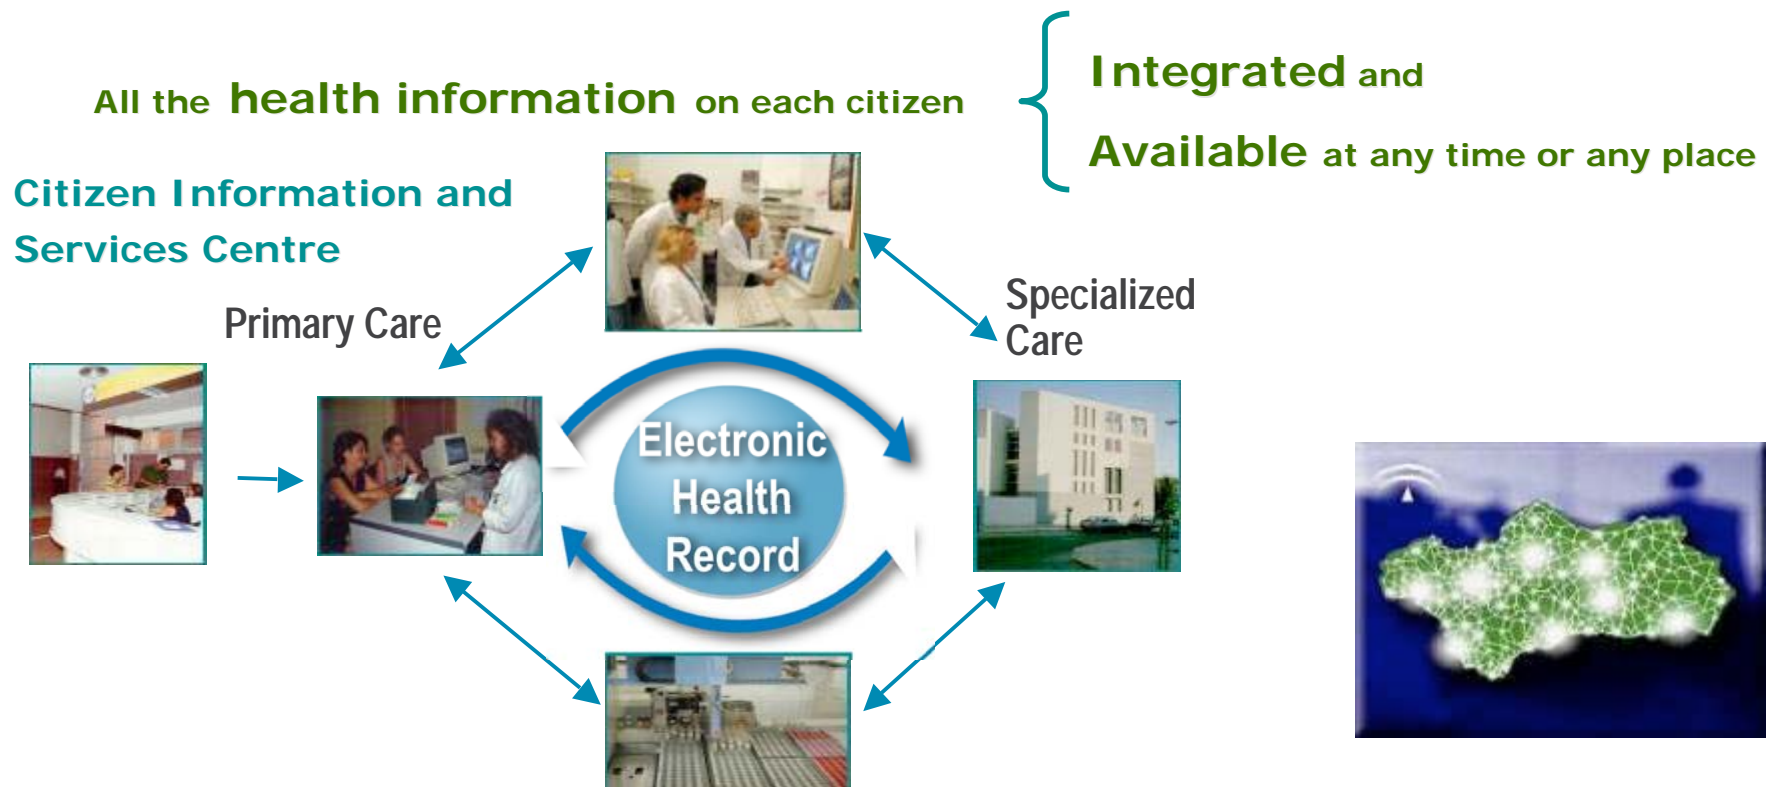 All the health information on each citizen
Integrated and
Available at any time or any place
Citizen Information and
Services Centre
Primary Care
Specialized
Care
Electronic
Health
Record